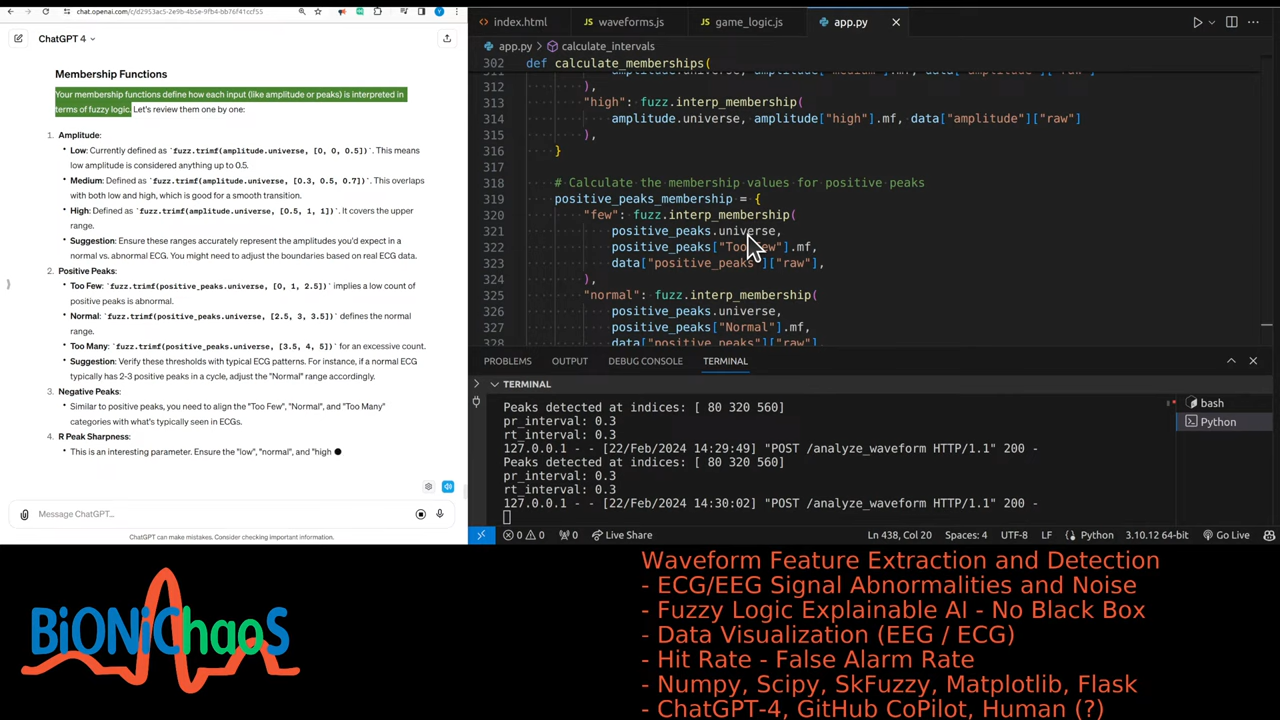 chat.openai.com/c/d2953ac5-2e9b-4b5e-9fb4-bb76f41ccf55
ChatGPT 4
Membership Functions
Your membership functions define how each input (like amplitude or peaks) is interpreted in
terms of fuzzy logic. Let's review them one by one:
1. Amplitude:
• Low: Currently defined as `fuzz.trimf(amplitude.universe, [0, 0, 0.5])`. This means
low amplitude is considered anything up to 0.5.
• Medium: Defined as `fuzz.trimf(amplitude.universe, [0.3, 0.5, 0.7])`. This overlaps
with both low and high, which is good for a smooth transition.
• High: Defined as `fuzz.trimf(amplitude.universe, [0.5, 1, 1])`. It covers the upper
range.
• Suggestion: Ensure these ranges accurately represent the amplitudes you'd expect in a
normal vs. abnormal ECG. You might need to adjust the boundaries based on real ECG data.
2. Positive Peaks:
• Too Few: `fuzz.trimf(positive_peaks.universe, [0, 1, 2.5])` implies a low count of
positive peaks is abnormal.
• Normal: `fuzz.trimf(positive_peaks.universe, [2.5, 3, 3.5])` defines the normal
range.
• Too Many: `fuzz.trimf(positive_peaks.universe, [3.5, 4, 5])` for an excessive count.
• Suggestion: Verify these thresholds with typical ECG patterns. For instance, if a normal ECG
typically has 2-3 positive peaks in a cycle, adjust the "Normal" range accordingly.
3. Negative Peaks:
• Similar to positive peaks, you need to align the "Too Few", "Normal", and "Too Many"
categories with what's typically seen in ECGs.
4. R Peak Sharpness:
• This is an interesting parameter. Ensure the "low", "normal", and "high
Message ChatGPT...
ChatGPT can make mistakes. Consider checking important information.
index.html
JS waveforms.js
JS game_logic.js
app.py
app.py > calculate_intervals
302 def calculate_memberships(
311 amplitude.universe, amplitude["medium"].mf, data["amplitude"]["raw"]
312 ),
313 "high": fuzz.interp_membership(
314 amplitude.universe, amplitude["high"].mf, data["amplitude"]["raw"]
315 ),
316 }
317
318 # Calculate the membership values for positive peaks
319 positive_peaks_membership = {
320 "few": fuzz.interp_membership(
321 positive_peaks.universe,
322 positive_peaks["Too Few"].mf,
323 data["positive_peaks"]["raw"],
324 ),
325 "normal": fuzz.interp_membership(
326 positive_peaks.universe,
327 positive_peaks["Normal"].mf,
328 data["positive_peaks"]["raw"],
PROBLEMS OUTPUT DEBUG CONSOLE TERMINAL
TERMINAL
Peaks detected at indices: [ 80 320 560]
pr_interval: 0.3
rt_interval: 0.3
127.0.0.1 - - [22/Feb/2024 14:29:49] "POST /analyze_waveform HTTP/1.1" 200 -
Peaks detected at indices: [ 80 320 560]
pr_interval: 0.3
rt_interval: 0.3
127.0.0.1 - - [22/Feb/2024 14:30:02] "POST /analyze_waveform HTTP/1.1" 200 -
bash
Python
0 0 0 Live Share Ln 438, Col 20 Spaces: 4 UTF-8 LF Python 3.10.12 64-bit Go Live
BiONiChaoS
Waveform Feature Extraction and Detection
- ECG/EEG Signal Abnormalities and Noise
- Fuzzy Logic Explainable AI - No Black Box
- Data Visualization (EEG / ECG)
- Hit Rate - False Alarm Rate
- Numpy, Scipy, SkFuzzy, Matplotlib, Flask
- ChatGPT-4, GitHub CoPilot, Human (?)